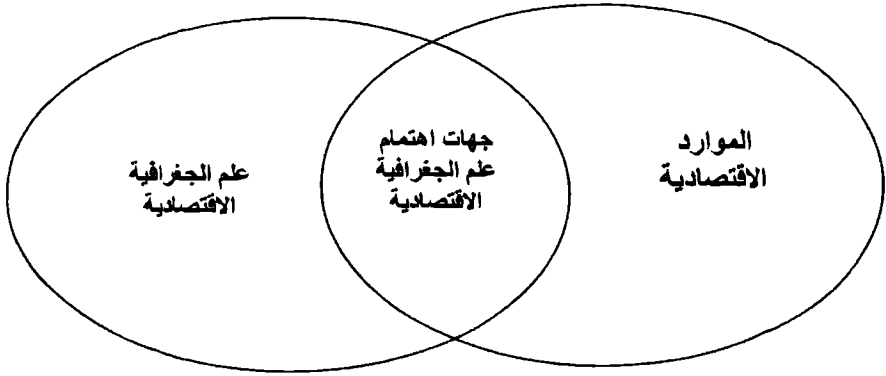 الموارد
الاقتصادية
جهات اهتمام
علم الجغرافية
الاقتصادية
علم الجغرافية
الاقتصادية